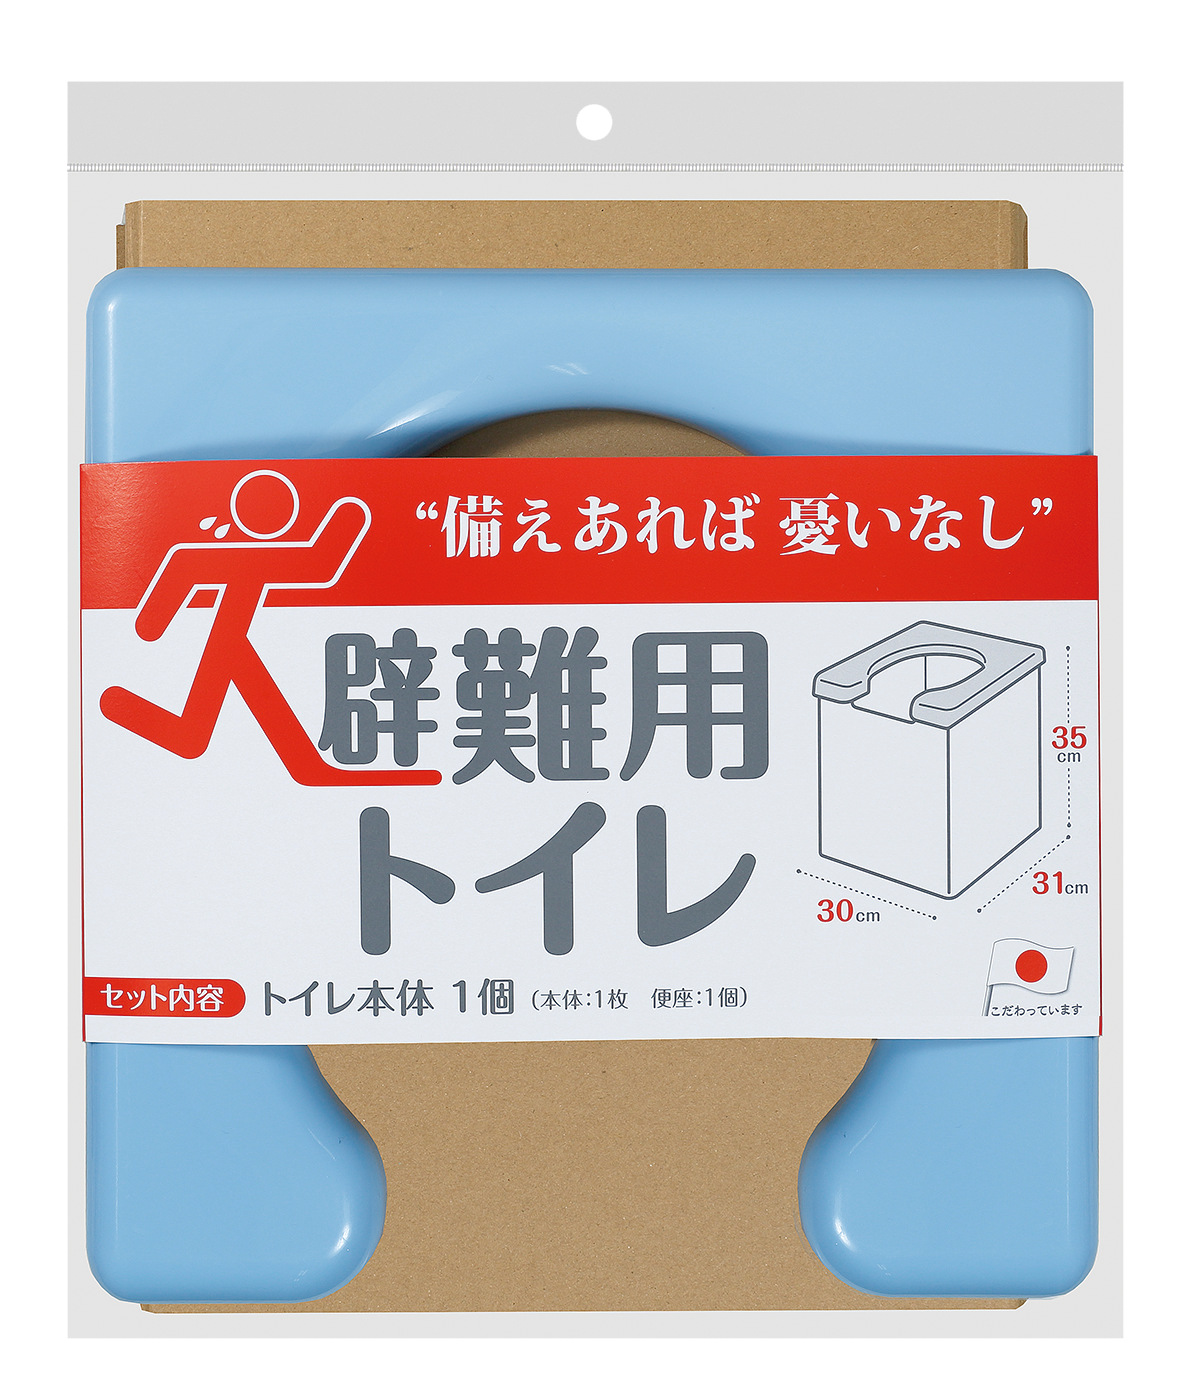 “備えあれば 憂いなし”
避難用
トイレ
35
cm
31cm
30cm
セット内容 トイレ本体 1個 (本体:1枚 便座:1個)
こだわっています